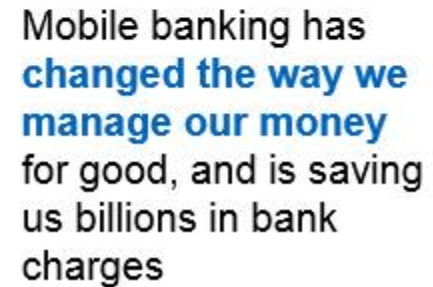 Mobile banking has
changed the way we
manage our money
for good, and is saving
us billions in bank
charges